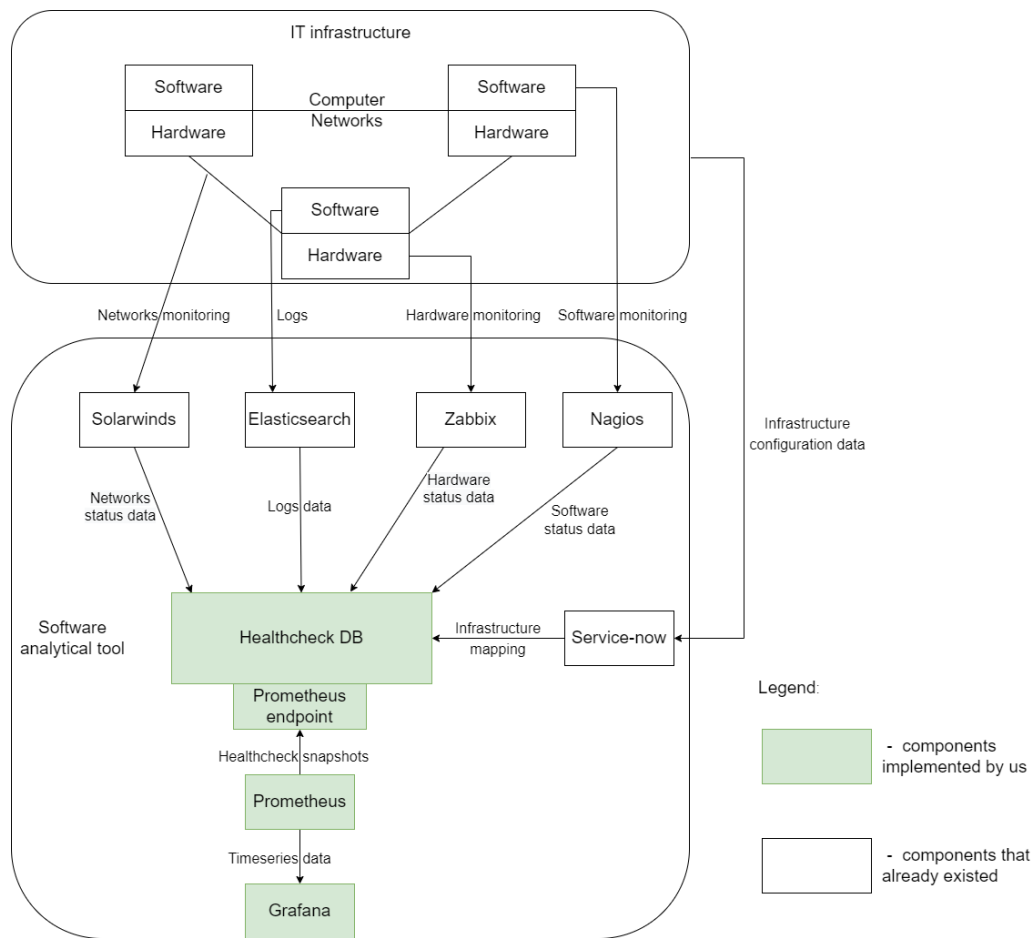 IT infrastructure
Software
Hardware
Computer
Networks
Software
Hardware
Software
Hardware
Networks monitoring
Logs
Hardware monitoring
Software monitoring
Solarwinds
Elasticsearch
Zabbix
Nagios
Infrastructure
configuration data
Networks
status data
Logs data
Hardware
status data
Software
status data
Software
analytical tool
Healthcheck DB
Infrastructure
mapping
Service-now
Prometheus
endpoint
Healthcheck snapshots
Prometheus
Timeseries data
Grafana
Legend:
- components
implemented by us
- components that
already existed